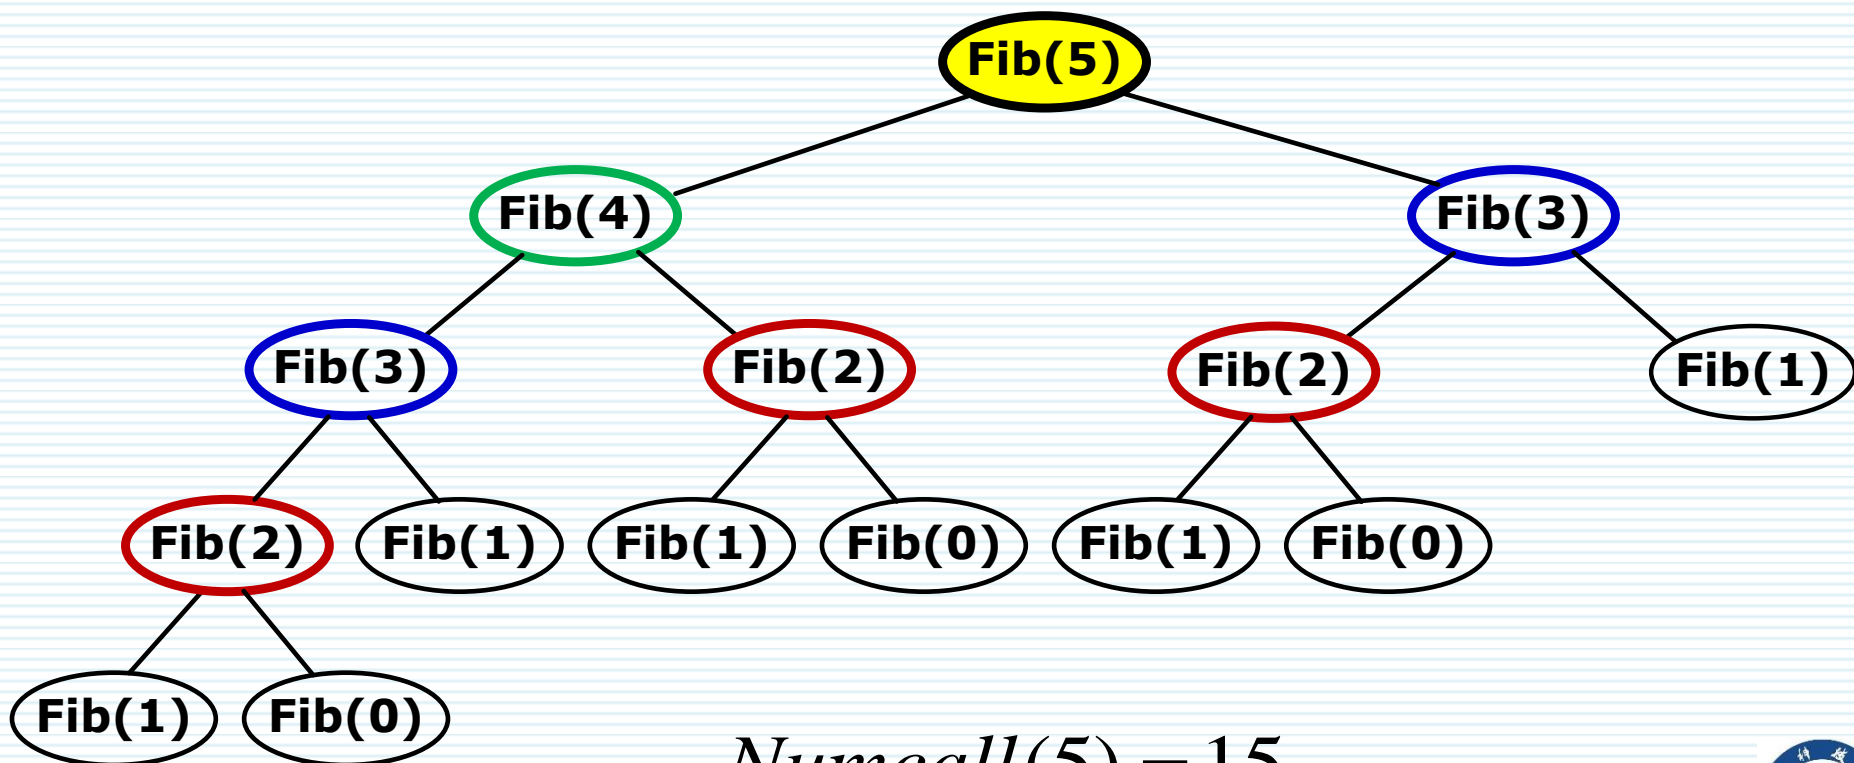 Fib(5)
Fib(4) Fib(3)
Fib(3) Fib(2) Fib(2) Fib(1)
Fib(2) Fib(1) Fib(1) Fib(0) Fib(1) Fib(0)
Fib(1) Fib(0)
Numcall(5) = 15